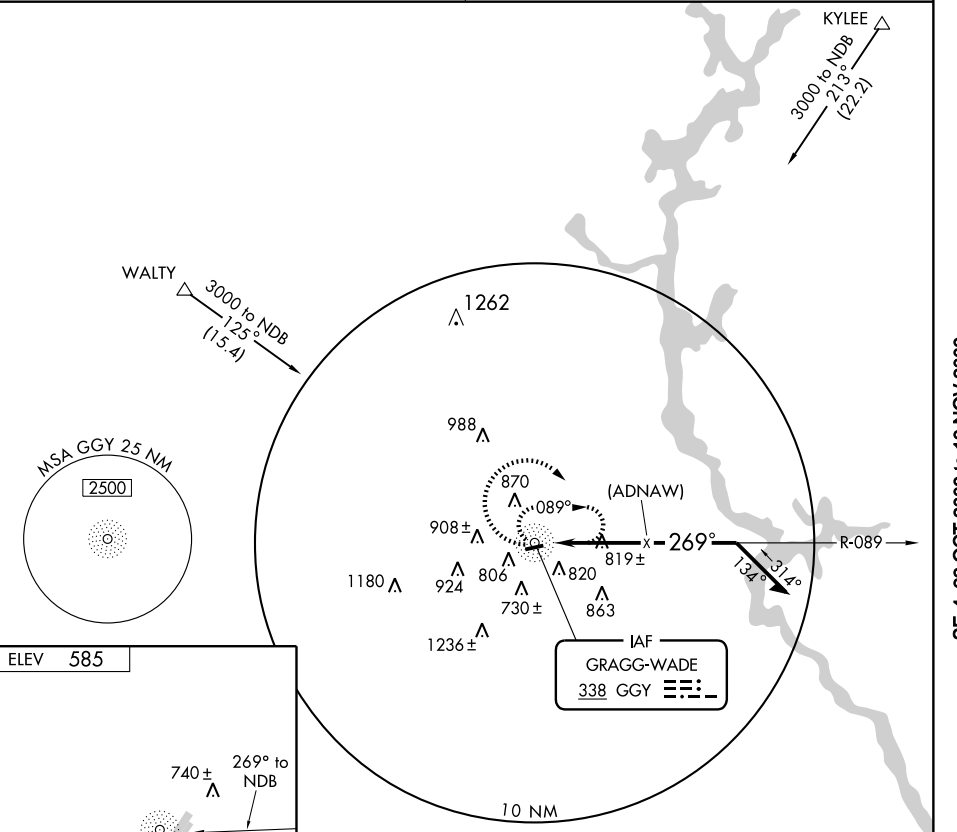 KYLEE
3000 to NDB
213°
(22.2)
WALTY
3000 to NDB
125°
(15.4)
1262
MSA GGY 25 NM
2500
988
870
089°
(ADNAW)
908±
269°
R-089
819±
1180
924
806
820
314°
134°
730±
863
1236±
IAF
GRAGG-WADE
338 GGY
ELEV 585
740±
269° to
NDB
10 NM